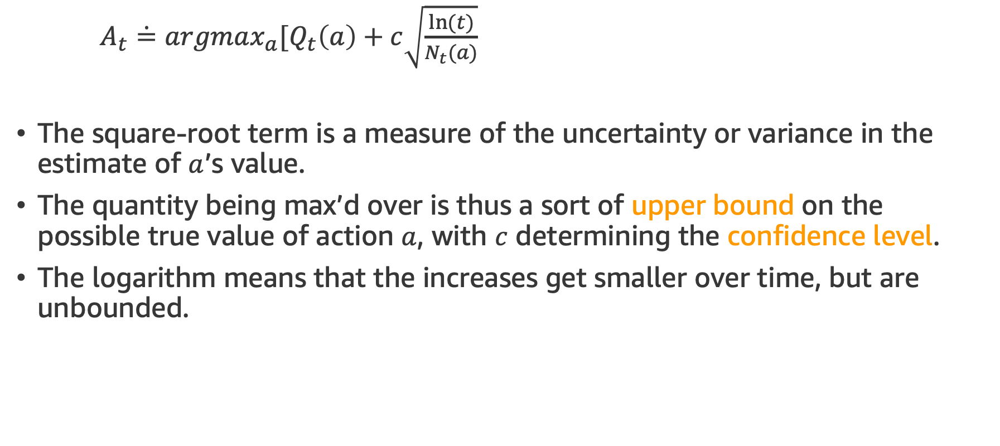 A_t ≐ argmax_a[Q_t(a) + c √(ln(t) / N_t(a))
• The square-root term is a measure of the uncertainty or variance in the
estimate of a's value.
• The quantity being max’d over is thus a sort of upper bound on the
possible true value of action a, with c determining the confidence level.
• The logarithm means that the increases get smaller over time, but are
unbounded.